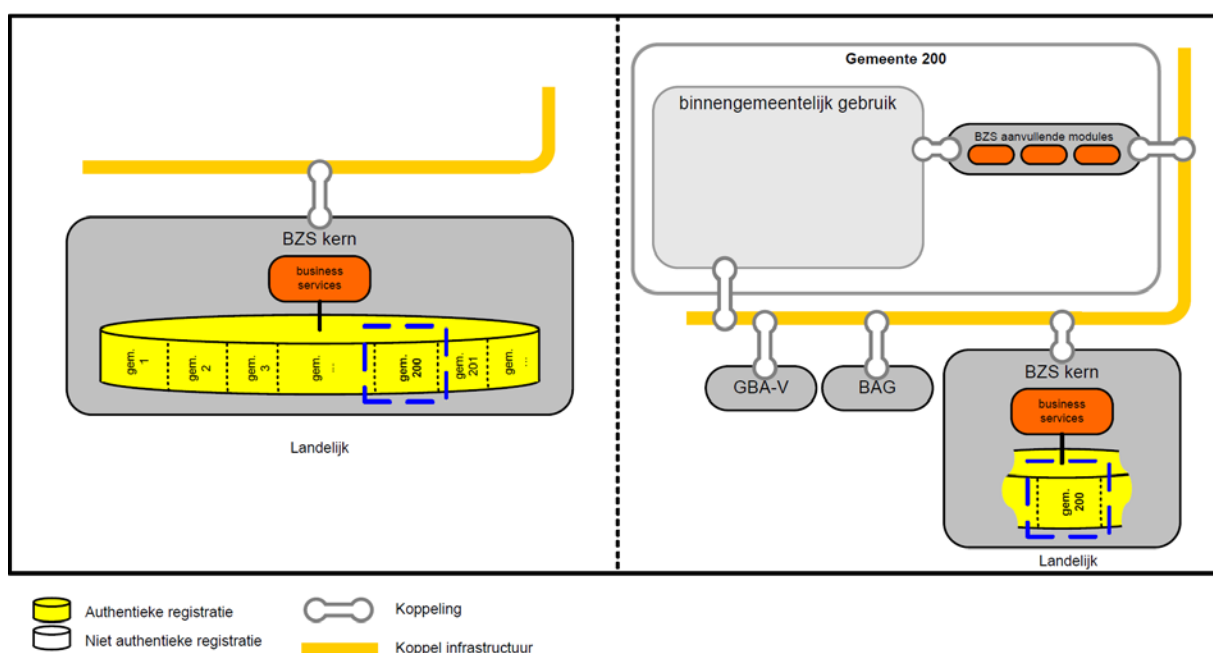 BZS kern
business
services
gem.
1
gem.
2
gem.
3
gem.
...
gem.
200
gem.
201
gem.
...
Landelijk
Gemeente 200
binnengemeentelijk gebruik
BZS aanvullende modules
GBA-V
BAG
BZS kern
business
services
gem.
200
Landelijk
Authentieke registratie
Niet authentieke registratie
Koppeling
Koppel infrastructuur